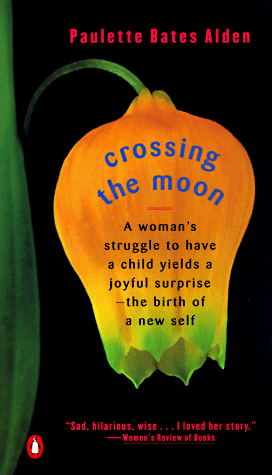 Paulette Bates Alden
crossing
the moon
A woman's
struggle to have
a child yields a
joyful surprise
—the birth of
a new self
"Sad, hilarious, wise . . . I loved her story."
—Women's Review of Books